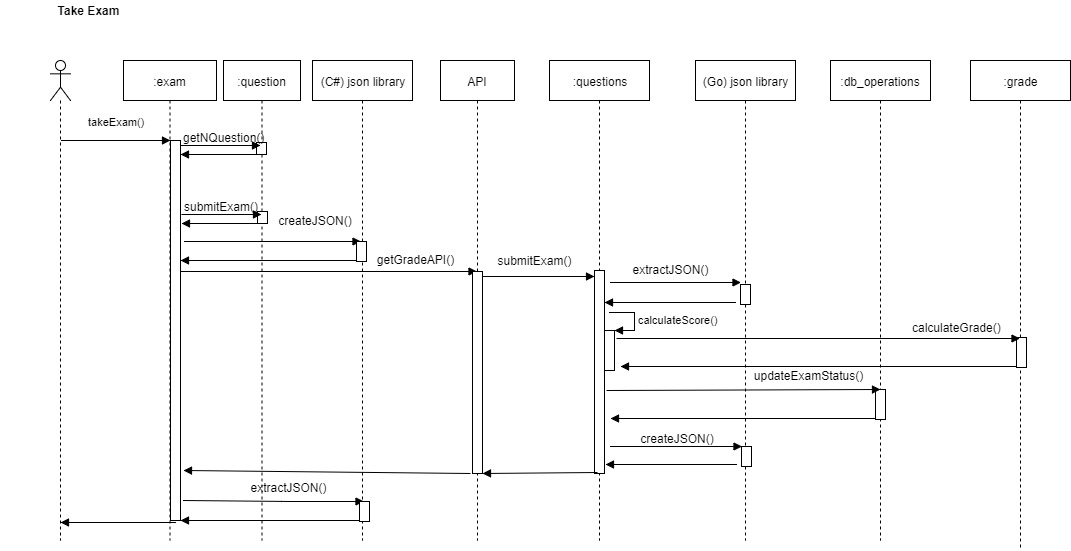 Take Exam
:exam
:question
(C#) json library
API
:questions
(Go) json library
:db_operations
:grade
takeExam()
getNQuestion()
submitExam()
createJSON()
getGradeAPI()
submitExam()
extractJSON()
calculateScore()
calculateGrade()
updateExamStatus()
createJSON()
extractJSON()